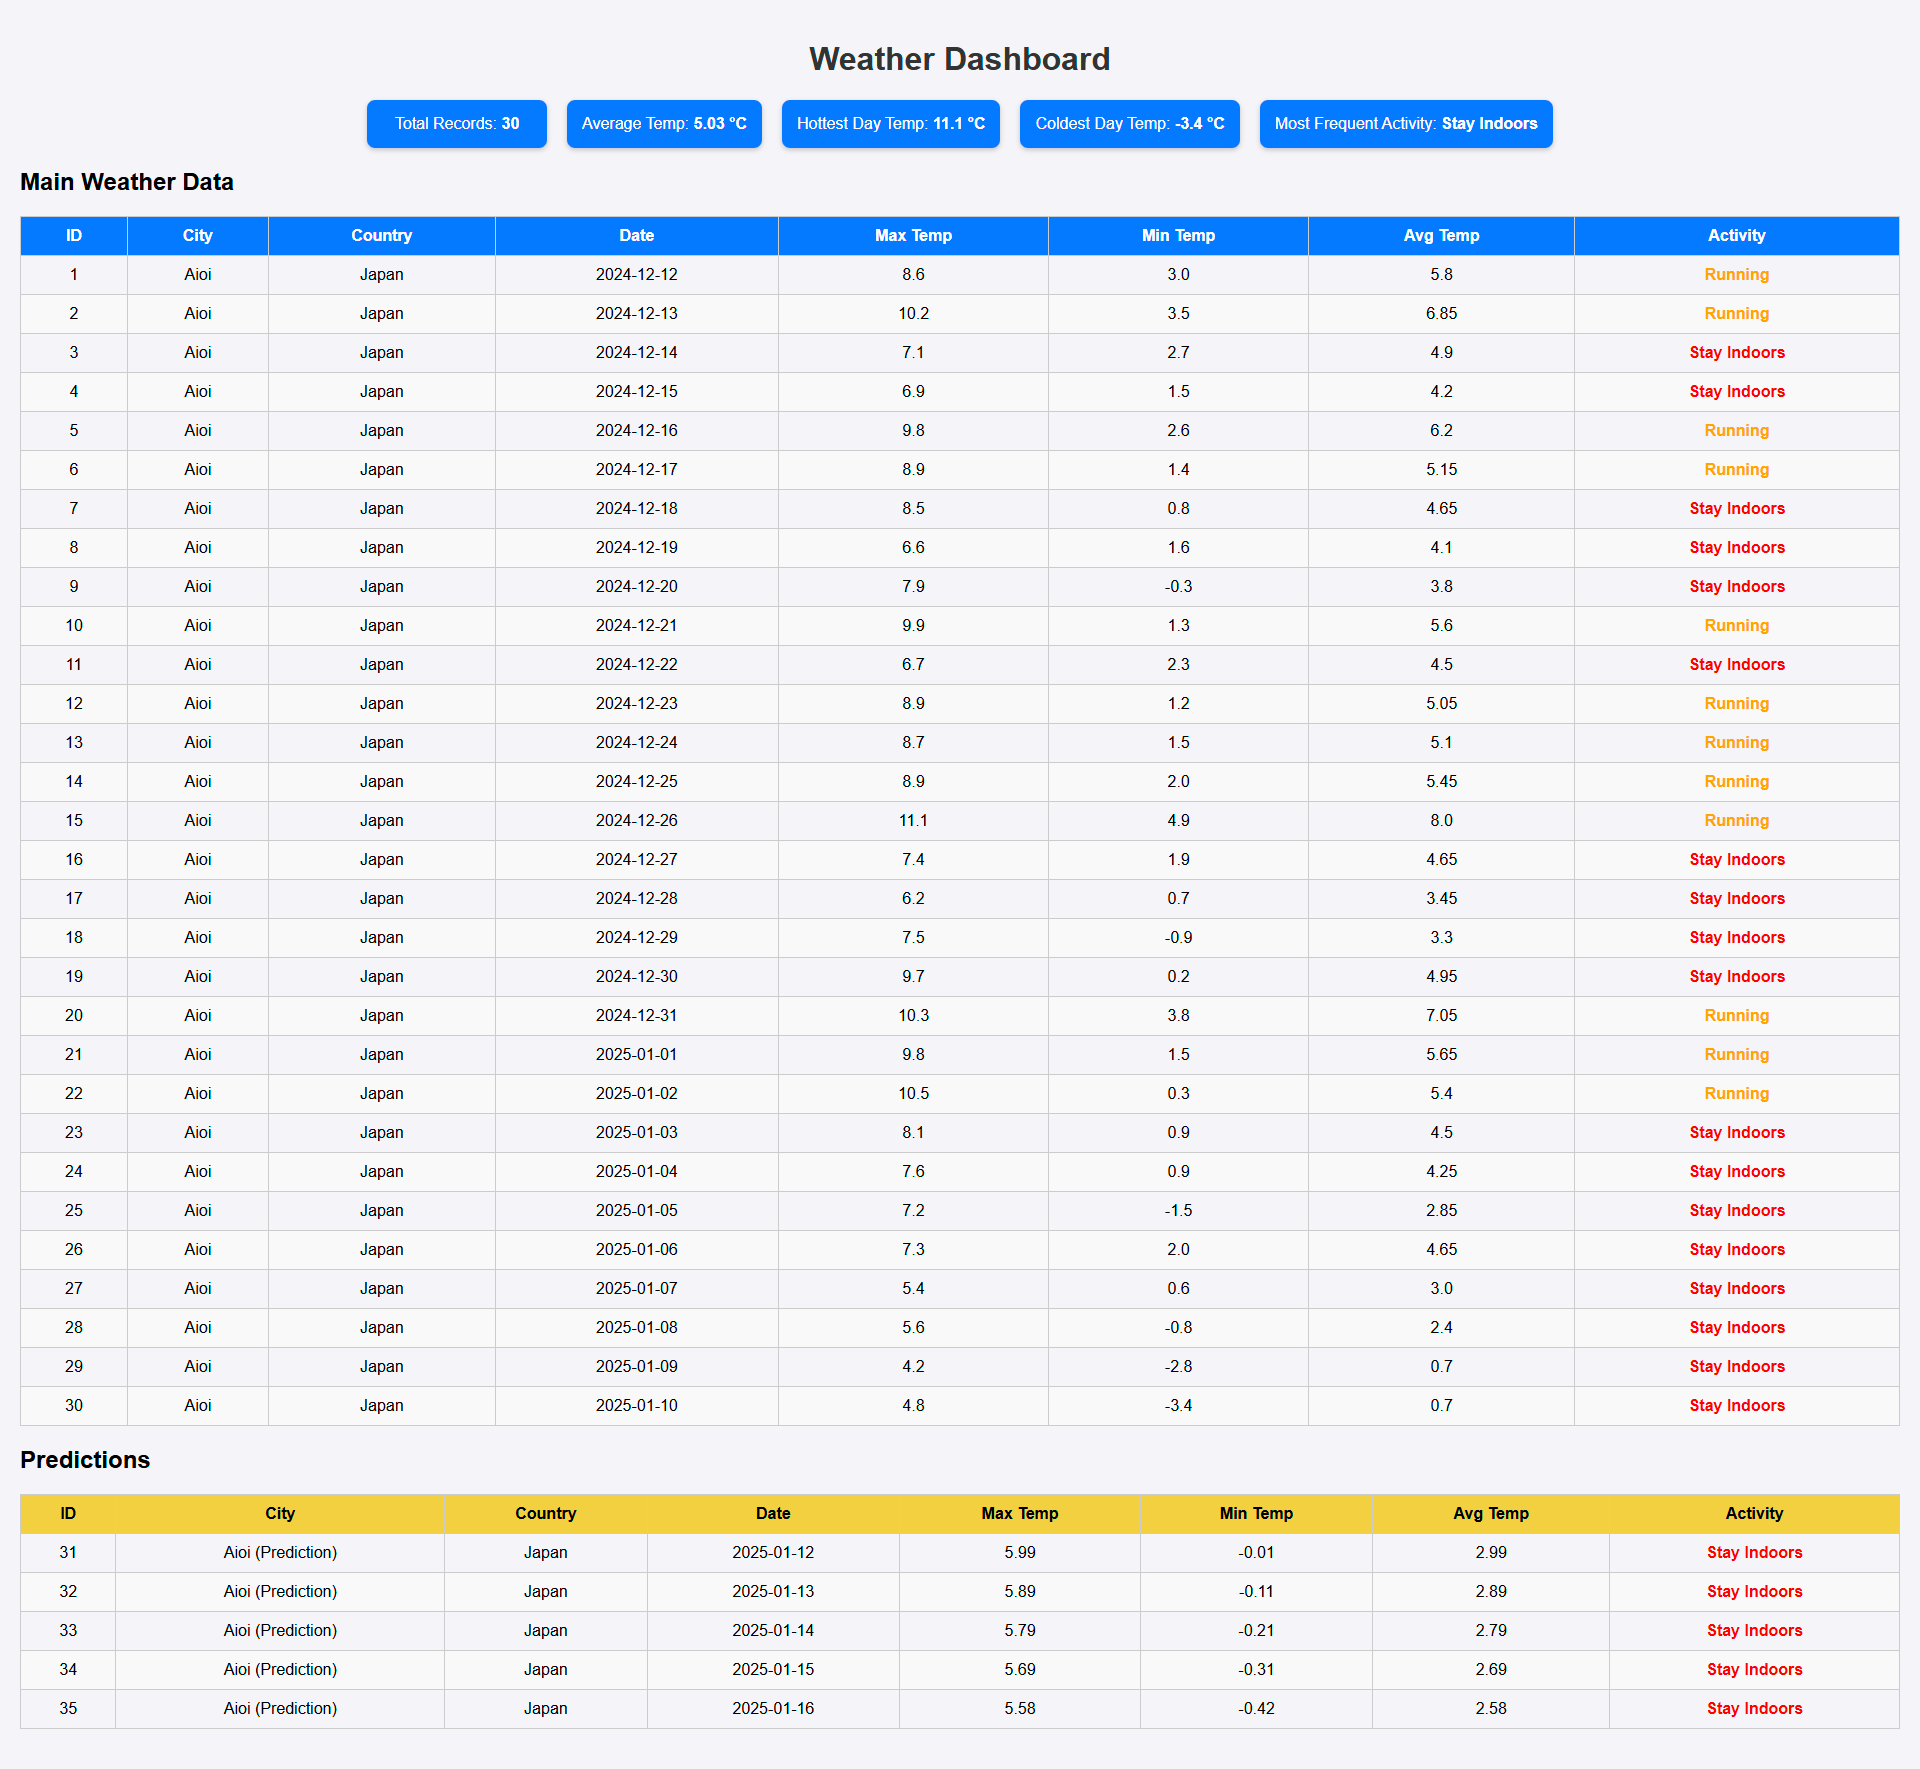 Weather Dashboard
Total Records: 30 Average Temp: 5.03 °C Hottest Day Temp: 11.1 °C Coldest Day Temp: -3.4 °C Most Frequent Activity: Stay Indoors
Main Weather Data
ID City Country Date Max Temp Min Temp Avg Temp Activity
1 Aioi Japan 2024-12-12 8.6 3.0 5.8 Running
2 Aioi Japan 2024-12-13 10.2 3.5 6.85 Running
3 Aioi Japan 2024-12-14 7.1 2.7 4.9 Stay Indoors
4 Aioi Japan 2024-12-15 6.9 1.5 4.2 Stay Indoors
5 Aioi Japan 2024-12-16 9.8 2.6 6.2 Running
6 Aioi Japan 2024-12-17 8.9 1.4 5.15 Running
7 Aioi Japan 2024-12-18 8.5 0.8 4.65 Stay Indoors
8 Aioi Japan 2024-12-19 6.6 1.6 4.1 Stay Indoors
9 Aioi Japan 2024-12-20 7.9 -0.3 3.8 Stay Indoors
10 Aioi Japan 2024-12-21 9.9 1.3 5.6 Running
11 Aioi Japan 2024-12-22 6.7 2.3 4.5 Stay Indoors
12 Aioi Japan 2024-12-23 8.9 1.2 5.05 Running
13 Aioi Japan 2024-12-24 8.7 1.5 5.1 Running
14 Aioi Japan 2024-12-25 8.9 2.0 5.45 Running
15 Aioi Japan 2024-12-26 11.1 4.9 8.0 Running
16 Aioi Japan 2024-12-27 7.4 1.9 4.65 Stay Indoors
17 Aioi Japan 2024-12-28 6.2 0.7 3.45 Stay Indoors
18 Aioi Japan 2024-12-29 7.5 -0.9 3.3 Stay Indoors
19 Aioi Japan 2024-12-30 9.7 0.2 4.95 Stay Indoors
20 Aioi Japan 2024-12-31 10.3 3.8 7.05 Running
21 Aioi Japan 2025-01-01 9.8 1.5 5.65 Running
22 Aioi Japan 2025-01-02 10.5 0.3 5.4 Running
23 Aioi Japan 2025-01-03 8.1 0.9 4.5 Stay Indoors
24 Aioi Japan 2025-01-04 7.6 0.9 4.25 Stay Indoors
25 Aioi Japan 2025-01-05 7.2 -1.5 2.85 Stay Indoors
26 Aioi Japan 2025-01-06 7.3 2.0 4.65 Stay Indoors
27 Aioi Japan 2025-01-07 5.4 0.6 3.0 Stay Indoors
28 Aioi Japan 2025-01-08 5.6 -0.8 2.4 Stay Indoors
29 Aioi Japan 2025-01-09 4.2 -2.8 0.7 Stay Indoors
30 Aioi Japan 2025-01-10 4.8 -3.4 0.7 Stay Indoors
Predictions
ID City Country Date Max Temp Min Temp Avg Temp Activity
31 Aioi (Prediction) Japan 2025-01-12 5.99 -0.01 2.99 Stay Indoors
32 Aioi (Prediction) Japan 2025-01-13 5.89 -0.11 2.89 Stay Indoors
33 Aioi (Prediction) Japan 2025-01-14 5.79 -0.21 2.79 Stay Indoors
34 Aioi (Prediction) Japan 2025-01-15 5.69 -0.31 2.69 Stay Indoors
35 Aioi (Prediction) Japan 2025-01-16 5.58 -0.42 2.58 Stay Indoors